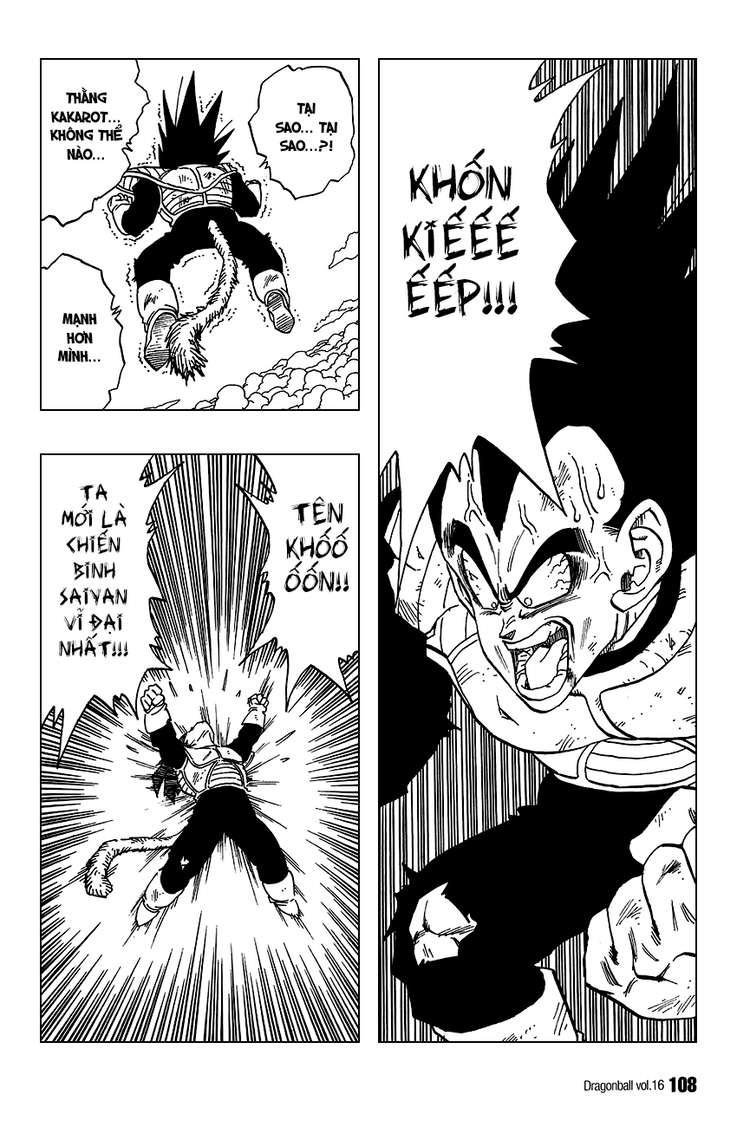 KHỐN
KIẾẾẾ
ẾẾP!!!
TẠI
SAO... TẠI
SAO...?!
THẰNG
KAKAROT...
KHÔNG THỂ
NÀO...
MẠNH
HƠN
MÌNH...
TÊN
KHỐỐ
ỐỐN!!
TA
MỚI LÀ
CHIẾN
BINH
SAIYAN
VĨ ĐẠI
NHẤT!!!
Dragonball vol.16 108